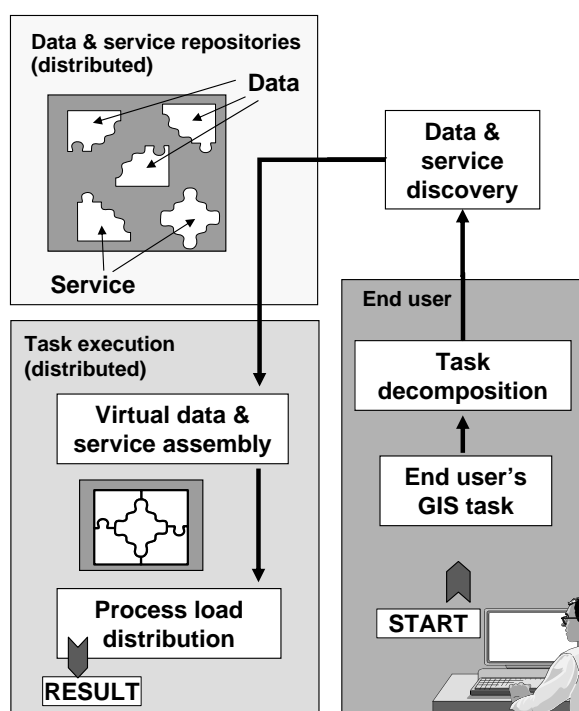 Data & service repositories
(distributed)
Data
Service
Data &
service
discovery
End user
Task
decomposition
End user's
GIS task
START
Task execution
(distributed)
Virtual data &
service assembly
Process load
distribution
RESULT